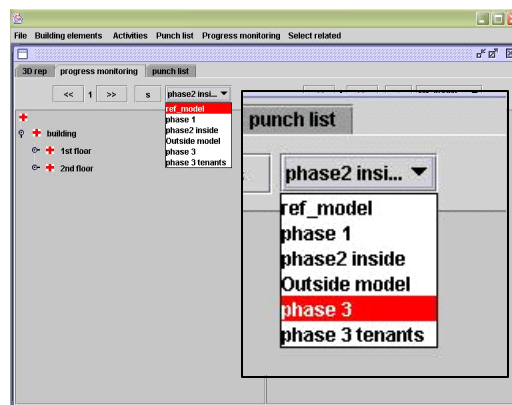 File Building elements Activities Punch list Progress monitoring Select related
3D rep progress monitoring punch list
<< 1 >> s phase2 insi...
ref_model
phase 1
phase2 inside
Outside model
phase 3
phase 3 tenants
building
1st floor
2nd floor
punch list
phase2 insi...
ref_model
phase 1
phase2 inside
Outside model
phase 3
phase 3 tenants